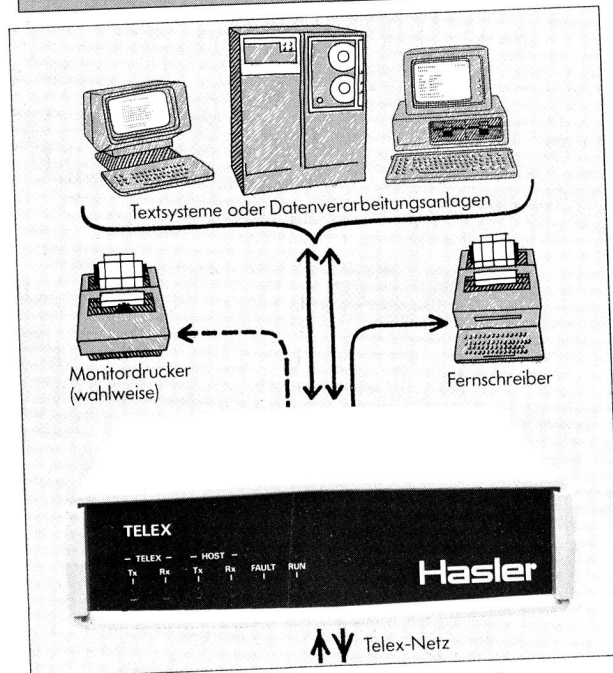 Textsysteme oder Datenverarbeitungsanlagen
Monitordrucker
(wahlweise)
Fernschreiber
TELEX
– TELEX – – HOST –
Tx Rx Tx Rx FAULT RUN
Hasler
Telex-Netz